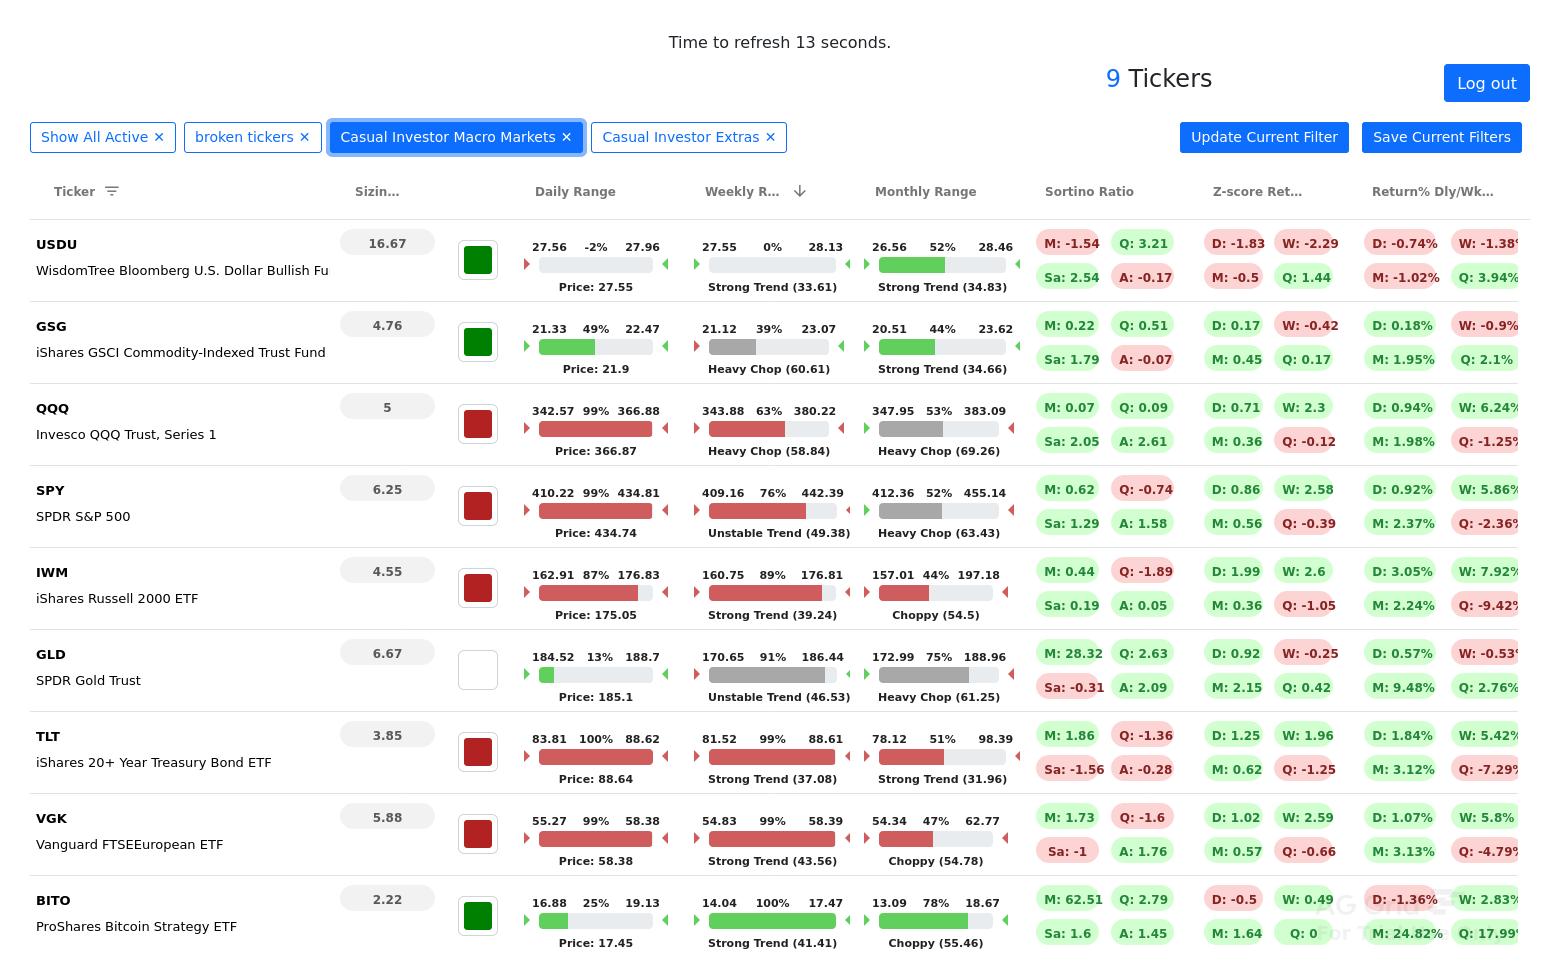 Time to refresh 13 seconds.
9 Tickers
Log out
Show All Active ✕ broken tickers ✕ Casual Investor Macro Markets ✕ Casual Investor Extras ✕ Update Current Filter Save Current Filters
Ticker Sizin... Daily Range Weekly R... Monthly Range Sortino Ratio Z-score Ret... Return% Dly/Wk...
USDU 16.67 27.56 -2% 27.96 27.55 0% 28.13 26.56 52% 28.46 M: -1.54 Q: 3.21 D: -1.83 W: -2.29 D: -0.74% W: -1.38%
WisdomTree Bloomberg U.S. Dollar Bullish Fu Price: 27.55 Strong Trend (33.61) Strong Trend (34.83) Sa: 2.54 A: -0.17 M: -0.5 Q: 1.44 M: -1.02% Q: 3.94%
GSG 4.76 21.33 49% 22.47 21.12 39% 23.07 20.51 44% 23.62 M: 0.22 Q: 0.51 D: 0.17 W: -0.42 D: 0.18% W: -0.9%
iShares GSCI Commodity-Indexed Trust Fund Price: 21.9 Heavy Chop (60.61) Strong Trend (34.66) Sa: 1.79 A: -0.07 M: 0.45 Q: 0.17 M: 1.95% Q: 2.1%
QQQ 5 342.57 99% 366.88 343.88 63% 380.22 347.95 53% 383.09 M: 0.07 Q: 0.09 D: 0.71 W: 2.3 D: 0.94% W: 6.24%
Invesco QQQ Trust, Series 1 Price: 366.87 Heavy Chop (58.84) Heavy Chop (69.26) Sa: 2.05 A: 2.61 M: 0.36 Q: -0.12 M: 1.98% Q: -1.25%
SPY 6.25 410.22 99% 434.81 409.16 76% 442.39 412.36 52% 455.14 M: 0.62 Q: -0.74 D: 0.86 W: 2.58 D: 0.92% W: 5.86%
SPDR S&P 500 Price: 434.74 Unstable Trend (49.38) Heavy Chop (63.43) Sa: 1.29 A: 1.58 M: 0.56 Q: -0.39 M: 2.37% Q: -2.36%
IWM 4.55 162.91 87% 176.83 160.75 89% 176.81 157.01 44% 197.18 M: 0.44 Q: -1.89 D: 1.99 W: 2.6 D: 3.05% W: 7.92%
iShares Russell 2000 ETF Price: 175.05 Strong Trend (39.24) Choppy (54.5) Sa: 0.19 A: 0.05 M: 0.36 Q: -1.05 M: 2.24% Q: -9.42%
GLD 6.67 184.52 13% 188.7 170.65 91% 186.44 172.99 75% 188.96 M: 28.32 Q: 2.63 D: 0.92 W: -0.25 D: 0.57% W: -0.53%
SPDR Gold Trust Price: 185.1 Unstable Trend (46.53) Heavy Chop (61.25) Sa: -0.31 A: 2.09 M: 2.15 Q: 0.42 M: 9.48% Q: 2.76%
TLT 3.85 83.81 100% 88.62 81.52 99% 88.61 78.12 51% 98.39 M: 1.86 Q: -1.36 D: 1.25 W: 1.96 D: 1.84% W: 5.42%
iShares 20+ Year Treasury Bond ETF Price: 88.64 Strong Trend (37.08) Strong Trend (31.96) Sa: -1.56 A: -0.28 M: 0.62 Q: -1.25 M: 3.12% Q: -7.29%
VGK 5.88 55.27 99% 58.38 54.83 99% 58.39 54.34 47% 62.77 M: 1.73 Q: -1.6 D: 1.02 W: 2.59 D: 1.07% W: 5.8%
Vanguard FTSEEuropean ETF Price: 58.38 Strong Trend (43.56) Choppy (54.78) Sa: -1 A: 1.76 M: 0.57 Q: -0.66 M: 3.13% Q: -4.79%
BITO 2.22 16.88 25% 19.13 14.04 100% 17.47 13.09 78% 18.67 M: 62.51 Q: 2.79 D: -0.5 W: 0.49 D: -1.36% W: 2.83%
ProShares Bitcoin Strategy ETF Price: 17.45 Strong Trend (41.41) Choppy (55.46) Sa: 1.6 A: 1.45 M: 1.64 Q: 0 M: 24.82% Q: 17.99%